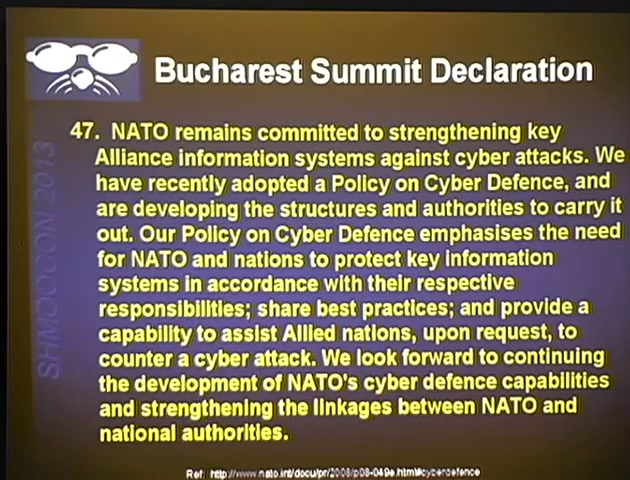 Bucharest Summit Declaration
47. NATO remains committed to strengthening key
Alliance information systems against cyber attacks. We
have recently adopted a Policy on Cyber Defence, and
are developing the structures and authorities to carry it
out. Our Policy on Cyber Defence emphasises the need
for NATO and nations to protect key information
systems in accordance with their respective
responsibilities; share best practices; and provide a
capability to assist Allied nations, upon request, to
counter a cyber attack. We look forward to continuing
the development of NATO's cyber defence capabilities
and strengthening the linkages between NATO and
national authorities.
SHMOOCON 2013
Ref: http://www.nato.int/docu/pr/2008/p08-049e.html#cyberdefence